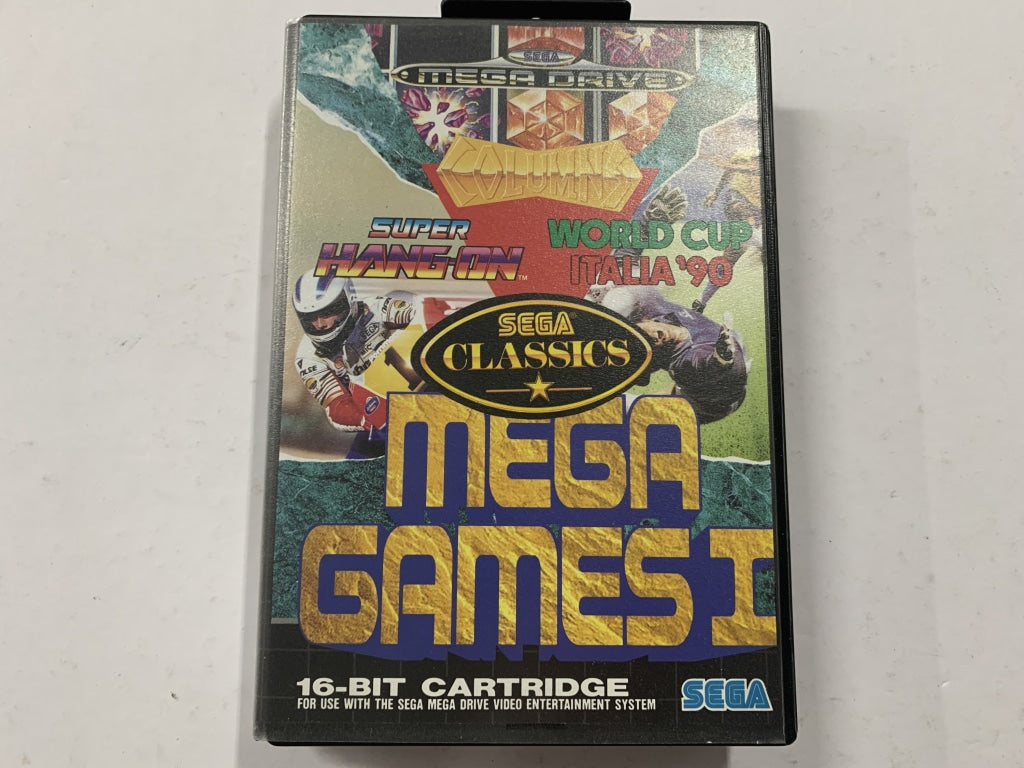 SEGA
MEGA DRIVE
COLUMNS
SUPER
HANG-ON™
WORLD CUP
ITALIA '90
SEGA
CLASSICS
MEGA
GAMES I
16-BIT CARTRIDGE
FOR USE WITH THE SEGA MEGA DRIVE VIDEO ENTERTAINMENT SYSTEM
SEGA